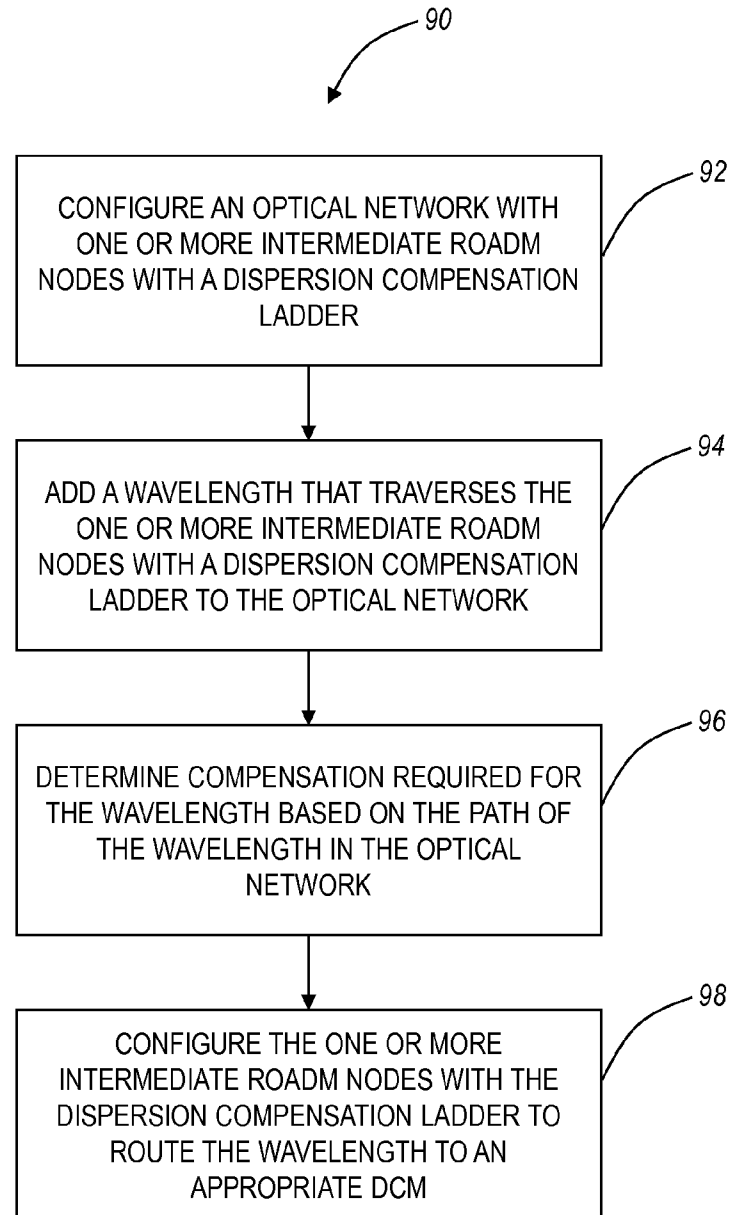 90
CONFIGURE AN OPTICAL NETWORK WITH
ONE OR MORE INTERMEDIATE ROADM
NODES WITH A DISPERSION COMPENSATION
LADDER
92
ADD A WAVELENGTH THAT TRAVERSES THE
ONE OR MORE INTERMEDIATE ROADM
NODES WITH A DISPERSION COMPENSATION
LADDER TO THE OPTICAL NETWORK
94
DETERMINE COMPENSATION REQUIRED FOR
THE WAVELENGTH BASED ON THE PATH OF
THE WAVELENGTH IN THE OPTICAL
NETWORK
96
CONFIGURE THE ONE OR MORE
INTERMEDIATE ROADM NODES WITH THE
DISPERSION COMPENSATION LADDER TO
ROUTE THE WAVELENGTH TO AN
APPROPRIATE DCM
98